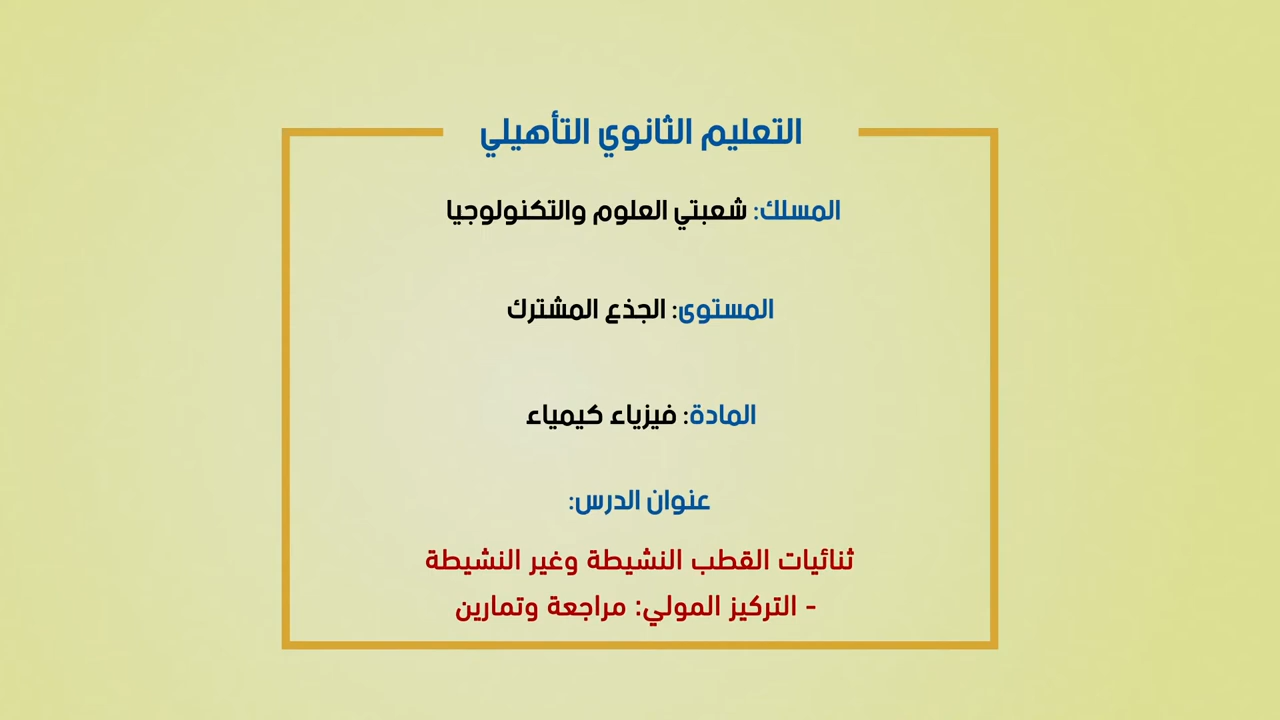 التعليم الثانوي التأهيلي
المسلك: شعبتي العلوم والتكنولوجيا
المستوى: الجذع المشترك
المادة: فيزياء كيمياء
عنوان الدرس:
ثنائيات القطب النشيطة وغير النشيطة
- التركيز المولي: مراجعة وتمارين